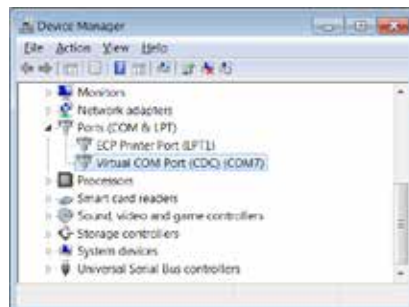 Device Manager
File Action View Help
Monitors
Network adapters
Ports (COM & LPT)
ECP Printer Port (LPT1)
Virtual COM Port (CDC) (COM7)
Processors
Smart card readers
Sound, video and game controllers
Storage controllers
System devices
Universal Serial Bus controllers